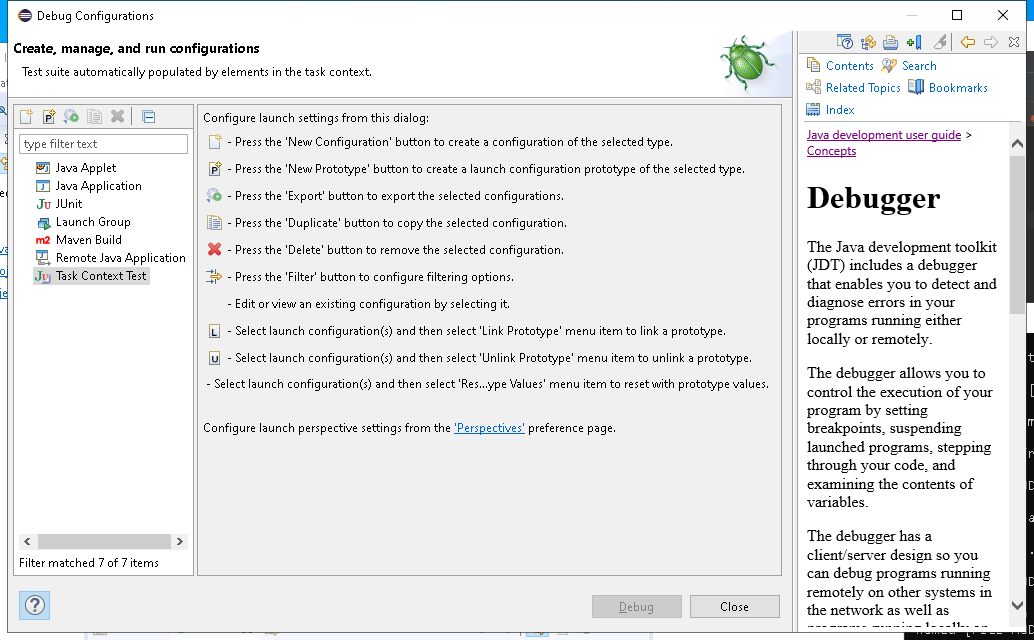 Debug Configurations
Create, manage, and run configurations
Test suite automatically populated by elements in the task context.
type filter text
Java Applet
Java Application
JUnit
Launch Group
Maven Build
Remote Java Application
Task Context Test
Filter matched 7 of 7 items
Configure launch settings from this dialog:
- Press the 'New Configuration' button to create a configuration of the selected type.
- Press the 'New Prototype' button to create a launch configuration prototype of the selected type.
- Press the 'Export' button to export the selected configurations.
- Press the 'Duplicate' button to copy the selected configuration.
- Press the 'Delete' button to remove the selected configuration.
- Press the 'Filter' button to configure filtering options.
- Edit or view an existing configuration by selecting it.
- Select launch configuration(s) and then select 'Link Prototype' menu item to link a prototype.
- Select launch configuration(s) and then select 'Unlink Prototype' menu item to unlink a prototype.
- Select launch configuration(s) and then select 'Res...ype Values' menu item to reset with prototype values.
Configure launch perspective settings from the 'Perspectives' preference page.
Debug
Close
Contents
Search
Related Topics
Bookmarks
Index
Java development user guide >
Concepts
Debugger
The Java development toolkit
(JDT) includes a debugger
that enables you to detect and
diagnose errors in your
programs running either
locally or remotely.
The debugger allows you to
control the execution of your
program by setting
breakpoints, suspending
launched programs, stepping
through your code, and
examining the contents of
variables.
The debugger has a
client/server design so you
can debug programs running
remotely on other systems in
the network as well as